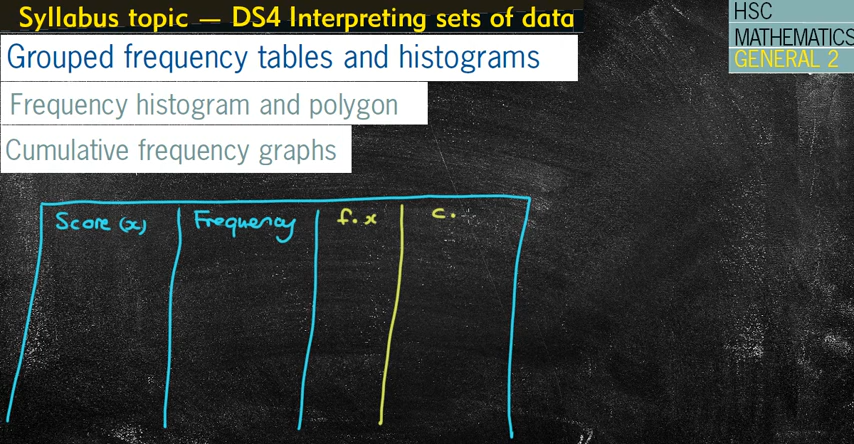 Syllabus topic — DS4 Interpreting sets of data
HSC
MATHEMATICS
GENERAL 2
Grouped frequency tables and histograms
Frequency histogram and polygon
Cumulative frequency graphs
Score (x) Frequency f.x c.